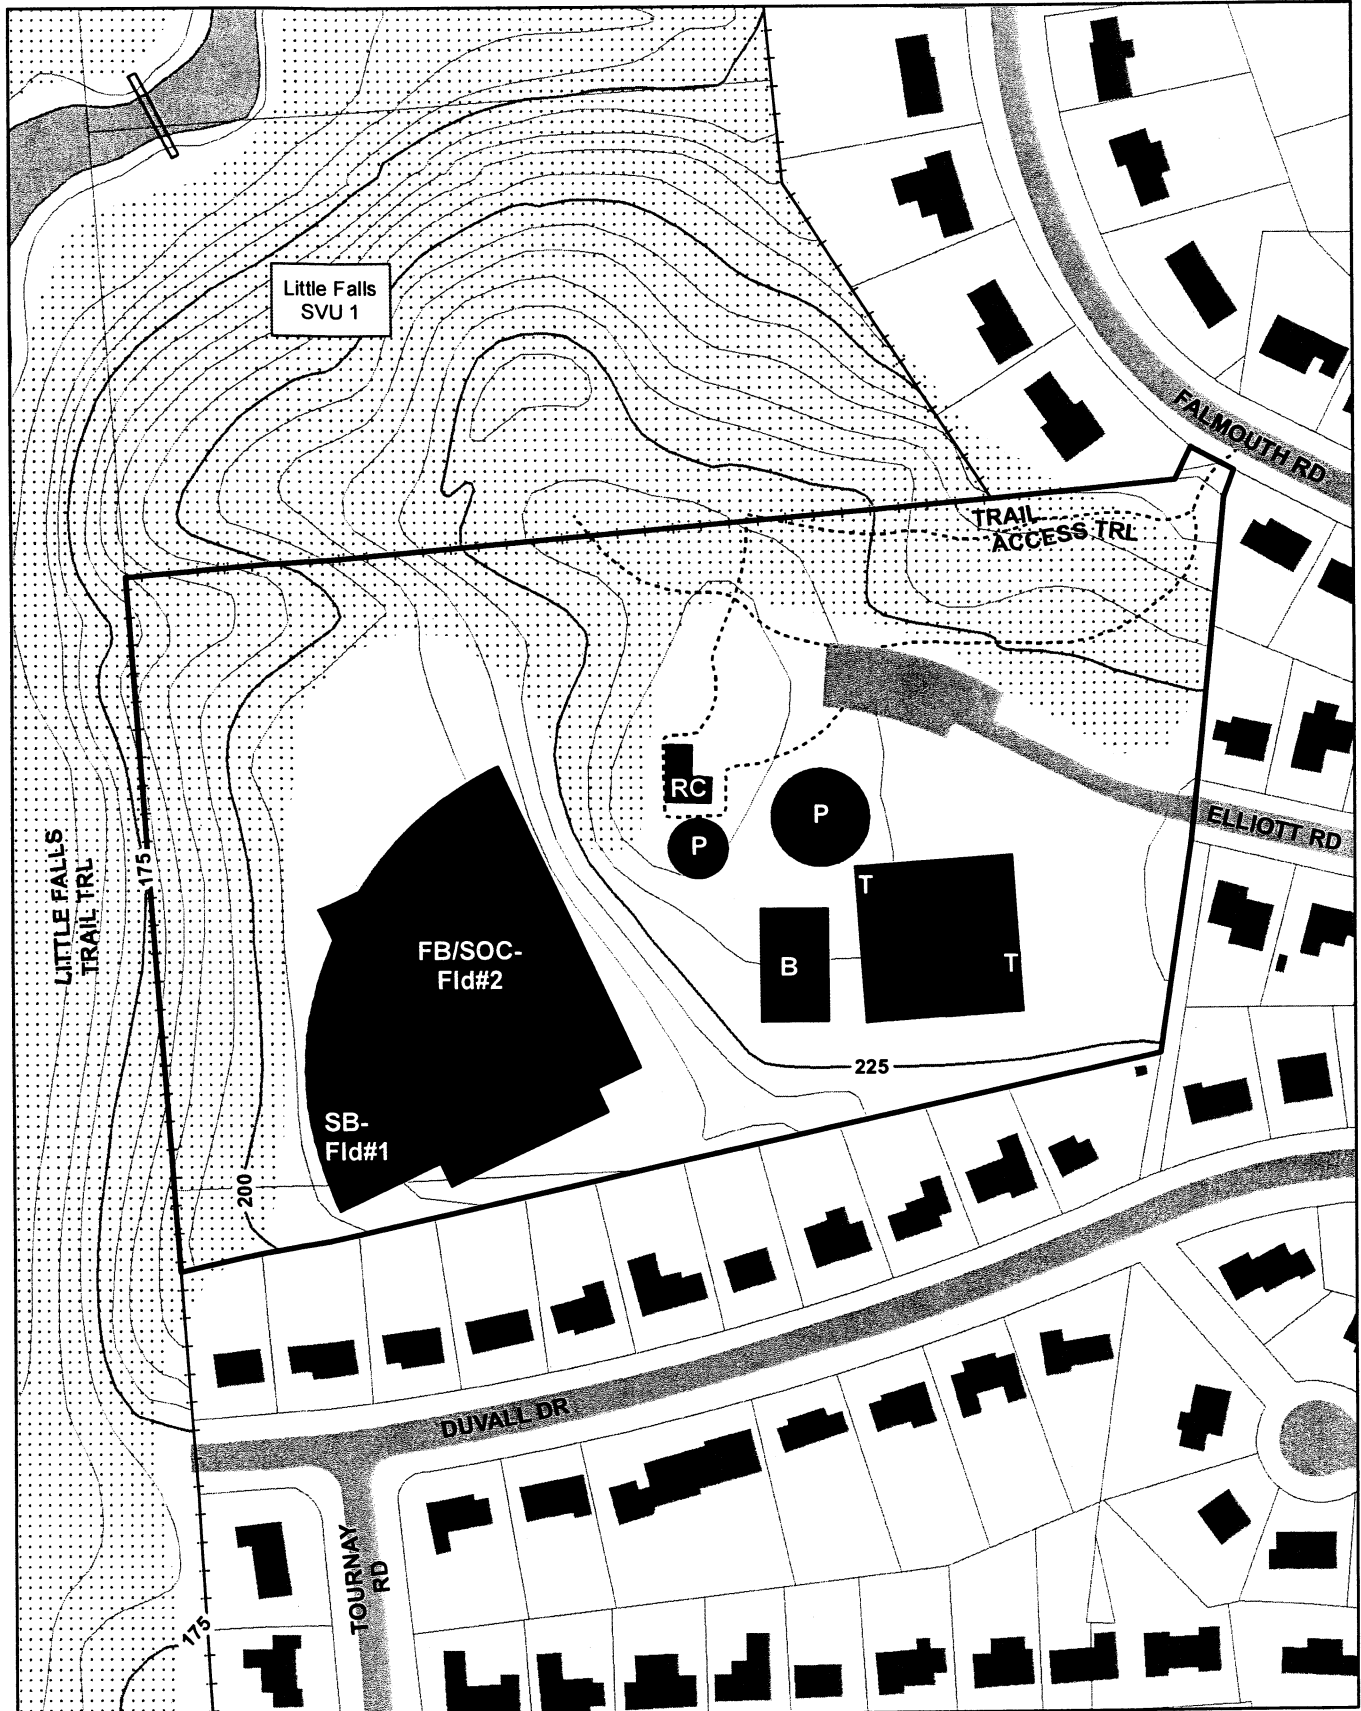 Little Falls
SVU 1
FALMOUTH RD
TRAIL
ACCESS TRL
RC
P
P
ELLIOTT RD
T
T
B
LITTLE FALLS
TRAIL TRL
175
FB/SOC-
Fld#2
225
SB-
Fld#1
200
DUVALL DR
TOURNAY
RD
175